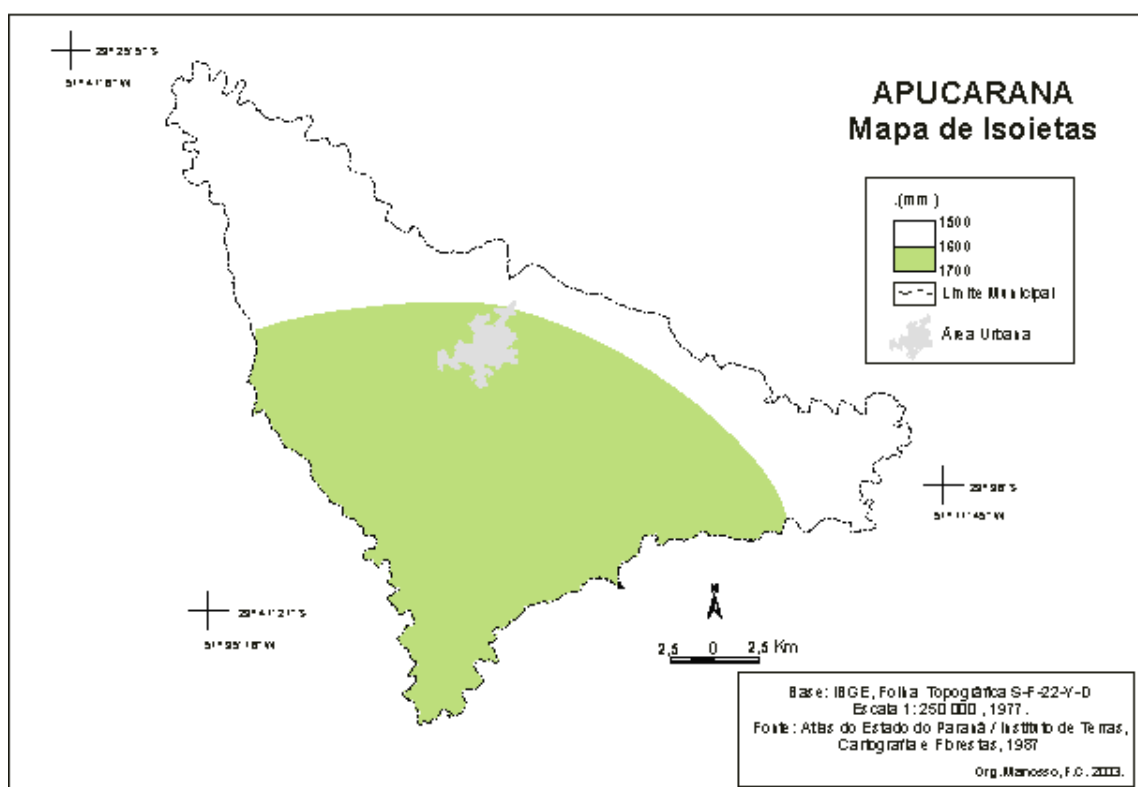 APUCARANA
Mapa de Isoietas
.(mm)
1500
1600
1700
Limite Municipal
Área Urbana
N
2,5 0 2,5 Km
Base: IBGE, Folha Topográfica S-F-22-Y-D
Escala 1:250 000, 1977.
Fonte: Atlas do Estado do Paraná / Instituto de Terras,
Cartografia e Florestas, 1987
Org. Manosso, F.C. 2003.